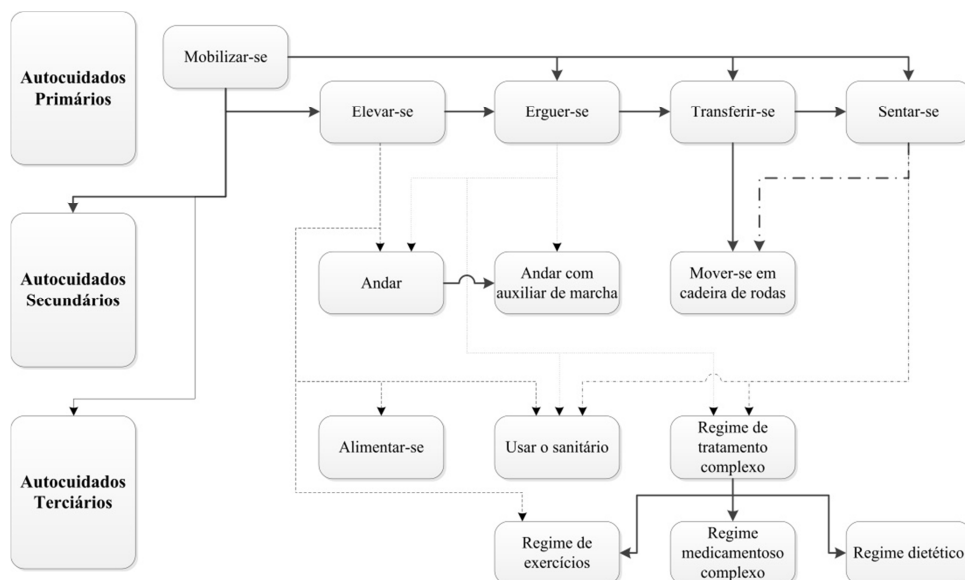 Autocuidados
Primários
Mobilizar-se
Elevar-se
Erguer-se
Transferir-se
Sentar-se
Autocuidados
Secundários
Andar
Andar com
auxiliar de marcha
Mover-se em
cadeira de rodas
Autocuidados
Terciários
Alimentar-se
Usar o sanitário
Regime de
tratamento
complexo
Regime de
exercícios
Regime
medicamentoso
complexo
Regime dietético